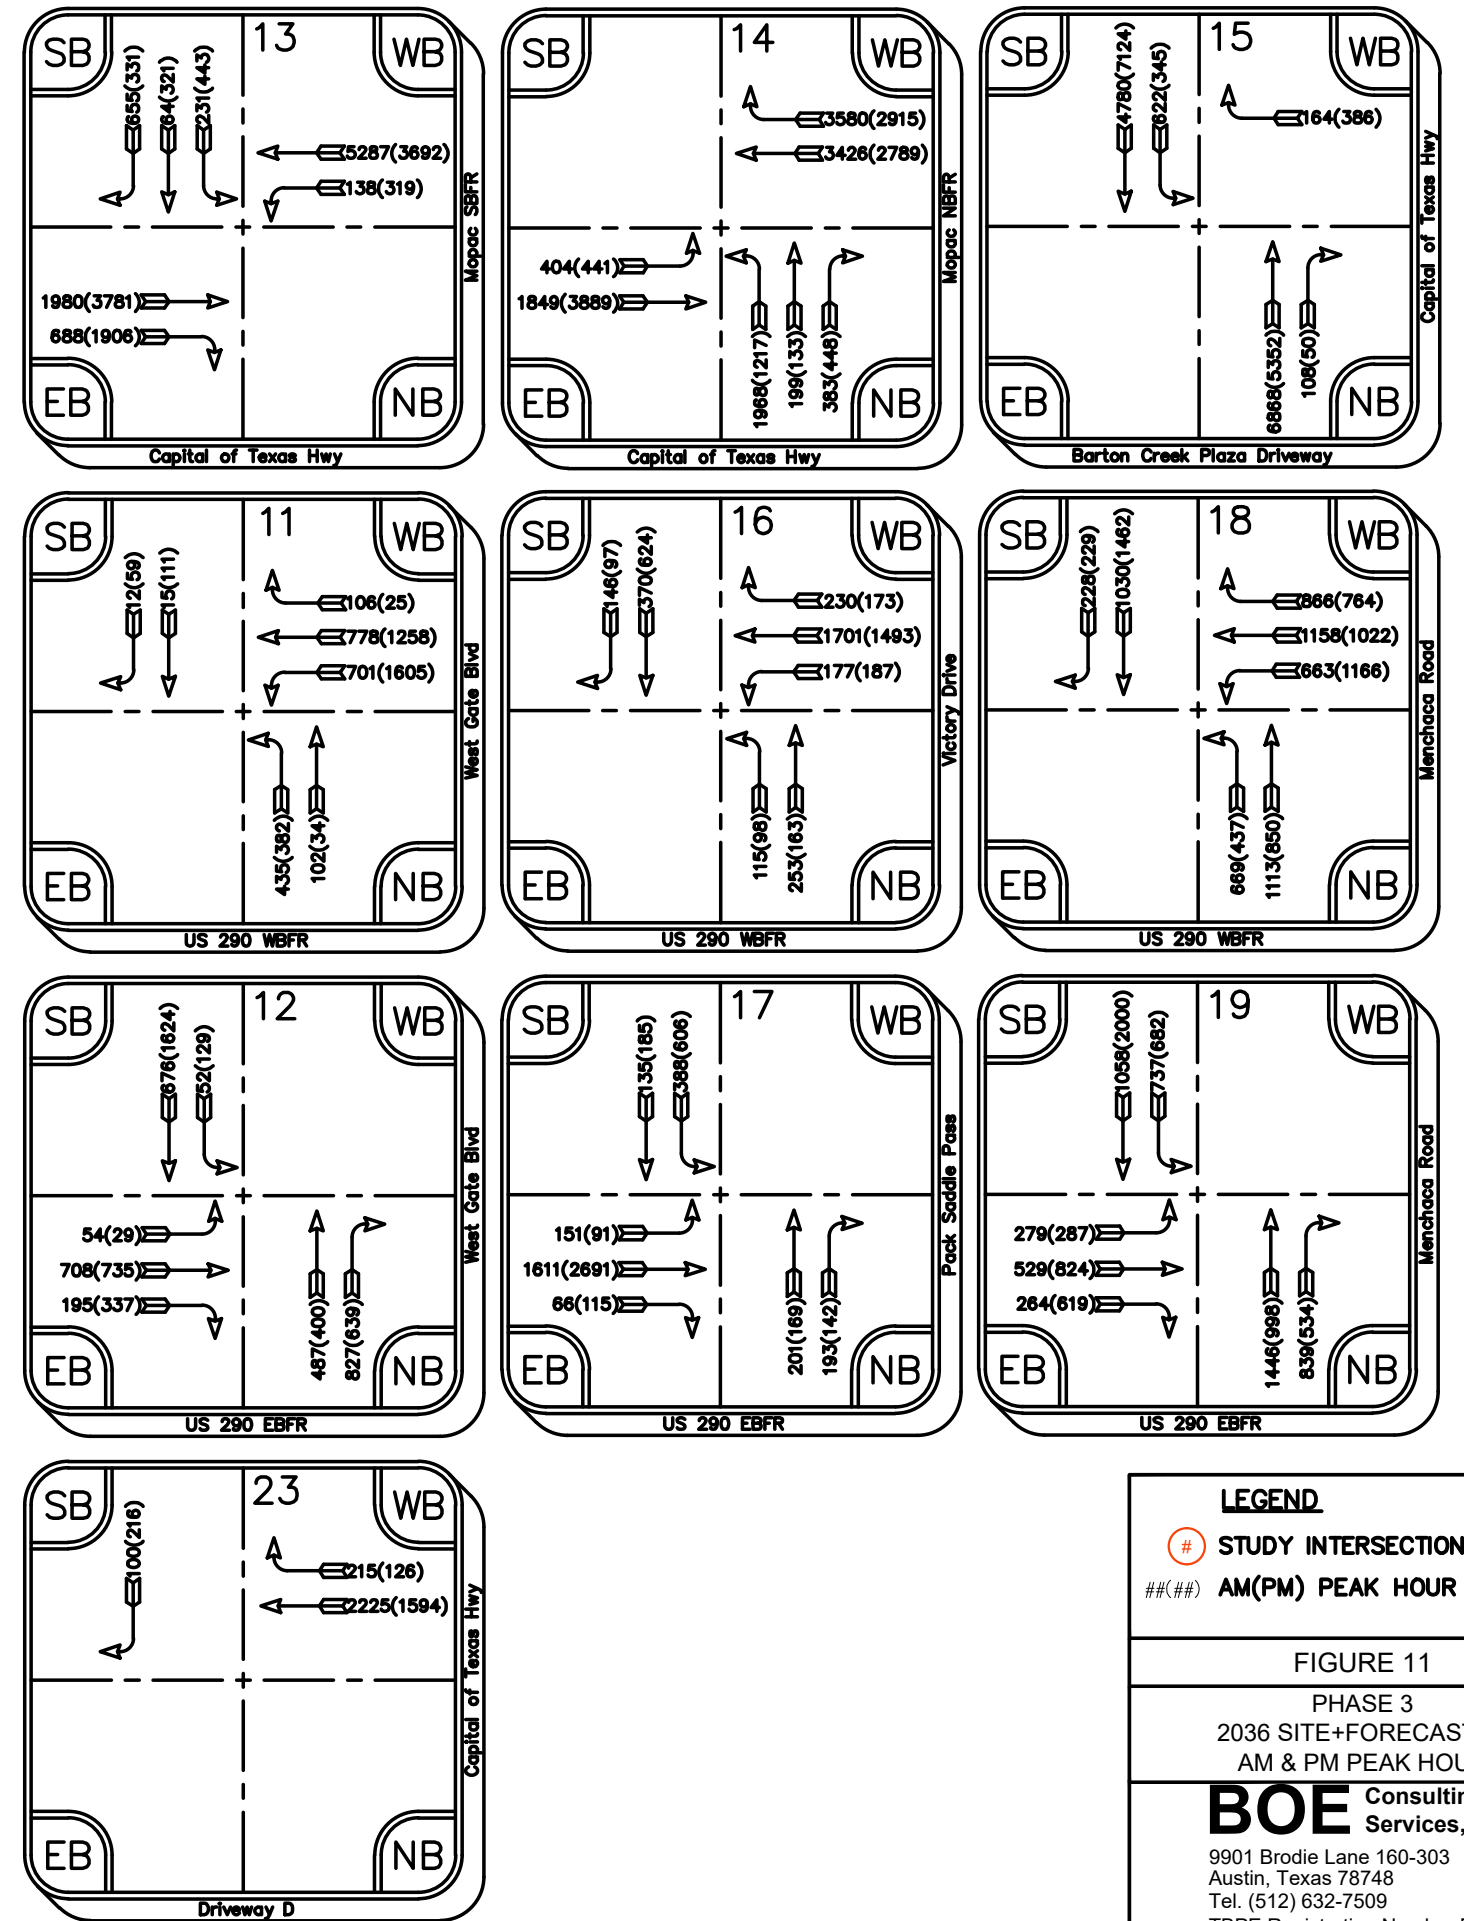 SB
13
WB
655(331)
64(321)
231(443)
5287(3692)
138(319)
1980(3781)
688(1906)
EB
NB
Mopac SBFR
Capital of Texas Hwy
SB
14
WB
3580(2915)
3426(2789)
404(441)
1849(3889)
1968(1217)
199(133)
383(448)
EB
NB
Mopac NBFR
Capital of Texas Hwy
SB
15
WB
4780(7124)
622(345)
164(386)
6868(5352)
108(50)
EB
NB
Capital of Texas Hwy
Barton Creek Plaza Driveway
SB
11
WB
12(59)
15(111)
106(25)
778(1258)
701(1605)
435(382)
102(34)
EB
NB
West Gate Blvd
US 290 WBFR
SB
16
WB
146(97)
370(624)
230(173)
1701(1493)
177(187)
115(98)
253(163)
EB
NB
Victory Drive
US 290 WBFR
SB
18
WB
228(229)
1030(1462)
866(764)
1158(1022)
663(1166)
669(437)
1113(850)
EB
NB
Menchaca Road
US 290 WBFR
SB
12
WB
676(1624)
52(129)
54(29)
708(735)
195(337)
487(400)
827(639)
EB
NB
West Gate Blvd
US 290 EBFR
SB
17
WB
135(185)
388(606)
151(91)
1611(2691)
66(115)
201(169)
193(142)
EB
NB
Pack Saddle Pass
US 290 EBFR
SB
19
WB
1058(2000)
737(682)
279(287)
529(824)
264(619)
1446(998)
839(534)
EB
NB
Menchaca Road
US 290 EBFR
SB
23
WB
100(216)
215(126)
2225(1594)
EB
NB
Capital of Texas Hwy
Driveway D
LEGEND
# STUDY INTERSECTION
##(##) AM(PM) PEAK HOUR
FIGURE 11
PHASE 3
2036 SITE+FORECAS
AM & PM PEAK HOU
BOE Consultin
Services,
9901 Brodie Lane 160-303
Austin, Texas 78748
Tel. (512) 632-7509